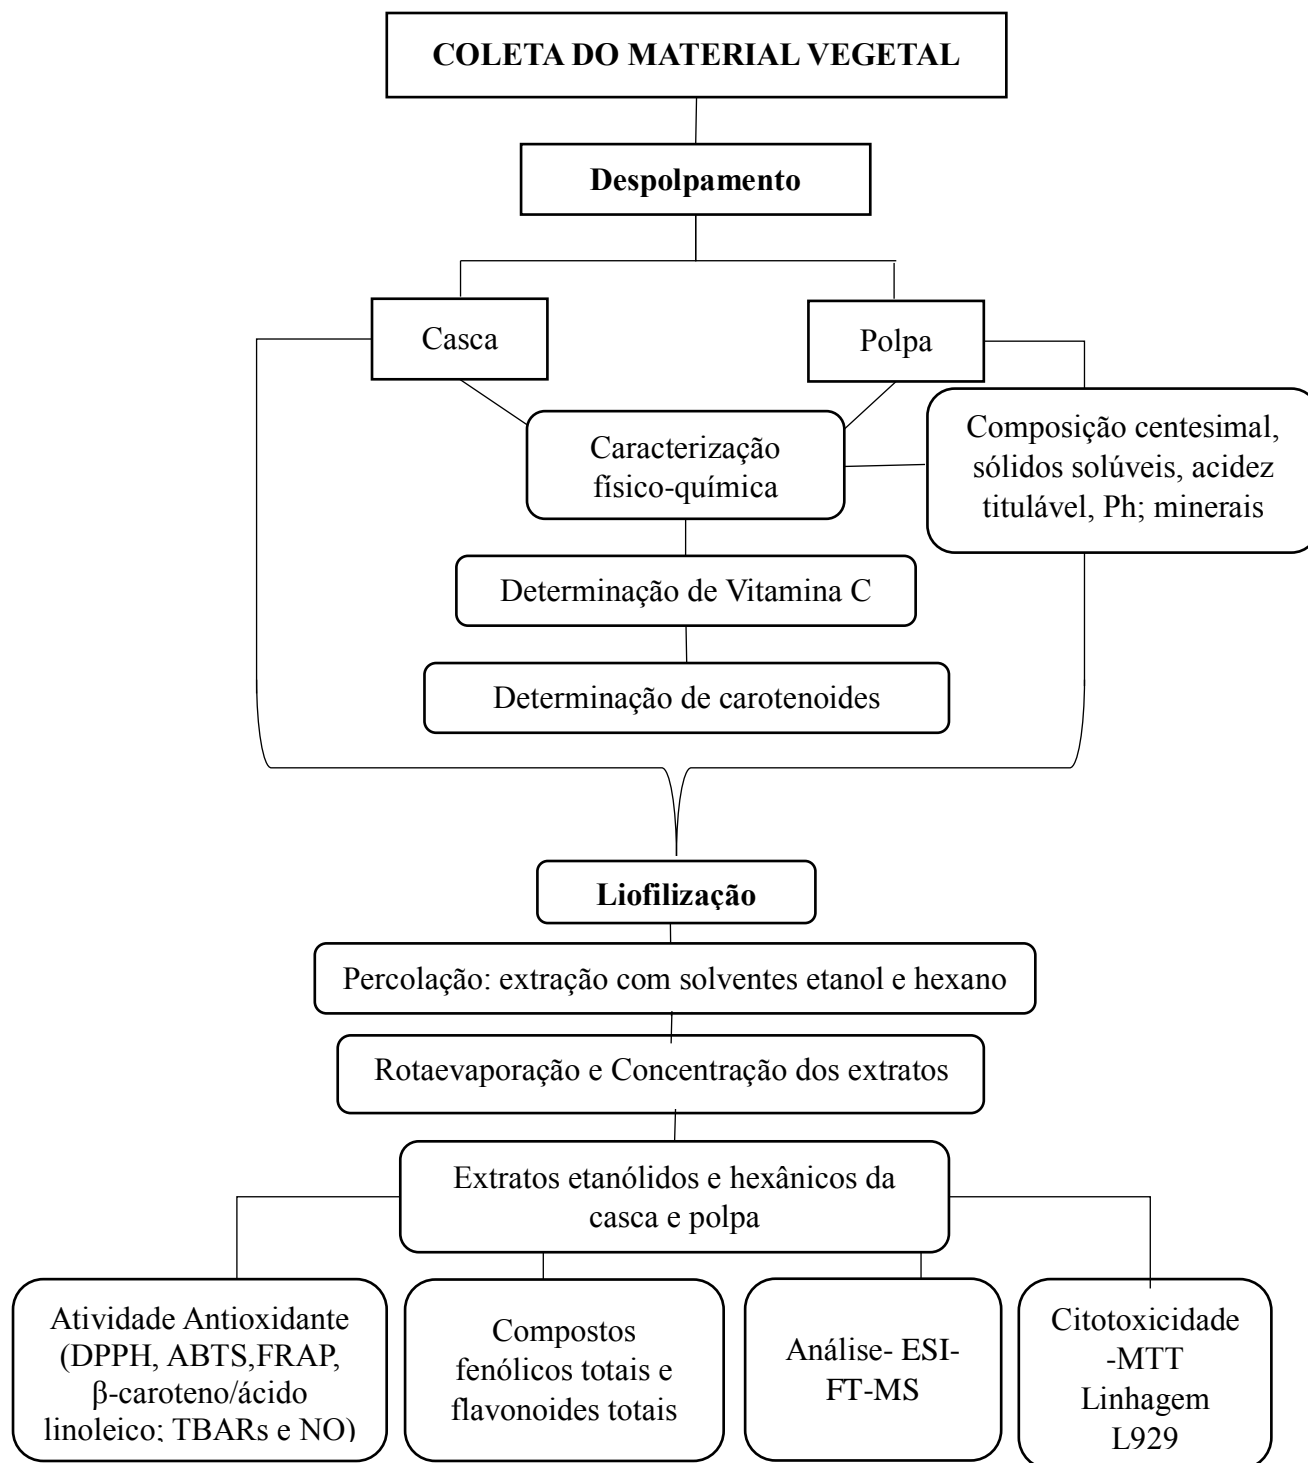 COLETA DO MATERIAL VEGETAL
Despolpamento
Casca
Polpa
Caracterização
físico-química
Composição centesimal,
sólidos solúveis, acidez
titulável, Ph; minerais
Determinação de Vitamina C
Determinação de carotenoides
Liofilização
Percolação: extração com solventes etanol e hexano
Rotaevaporação e Concentração dos extratos
Extratos etanólidos e hexânicos da
casca e polpa
Atividade Antioxidante
(DPPH, ABTS,FRAP,
β-caroteno/ácido
linoleico; TBARs e NO)
Compostos
fenólicos totais e
flavonoides totais
Análise- ESI-
FT-MS
Citotoxicidade
-MTT
Linhagem
L929